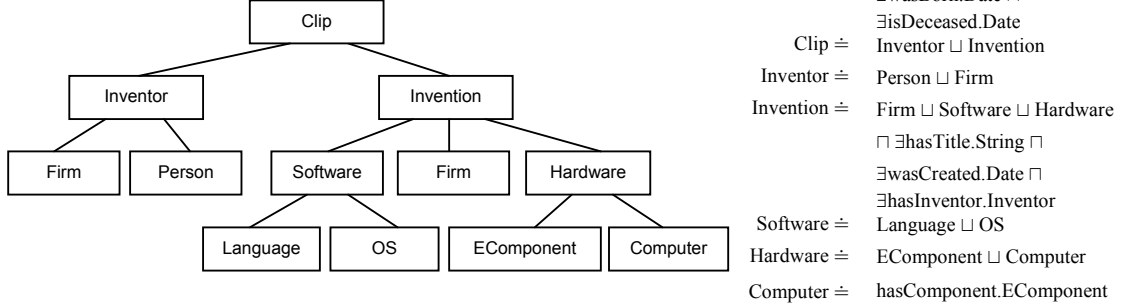 Clip
Inventor
Invention
Firm
Person
Software
Firm
Hardware
Language
OS
EComponent
Computer
∃isDeceased.Date
Clip ≐ Inventor ⊔ Invention
Inventor ≐ Person ⊔ Firm
Invention ≐ Firm ⊔ Software ⊔ Hardware
⊓ ∃hasTitle.String ⊓
∃wasCreated.Date ⊓
∃hasInventor.Inventor
Software ≐ Language ⊔ OS
Hardware ≐ EComponent ⊔ Computer
Computer ≐ hasComponent.EComponent